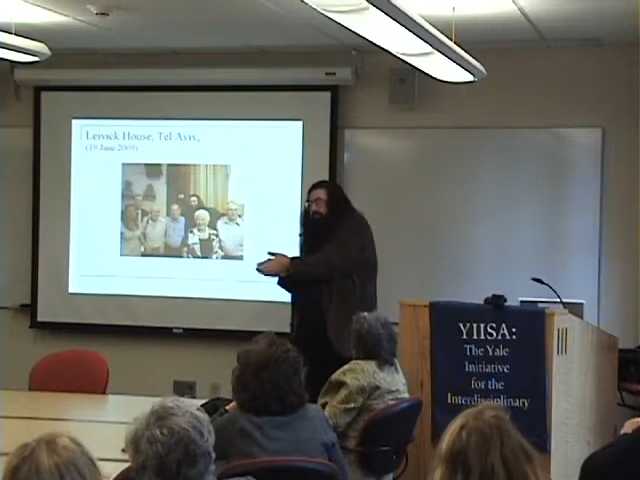 Leivick House, Tel Aviv,
(19 June 2009)
YIISA:
The Yale
Initiative
for the
Interdisciplinary